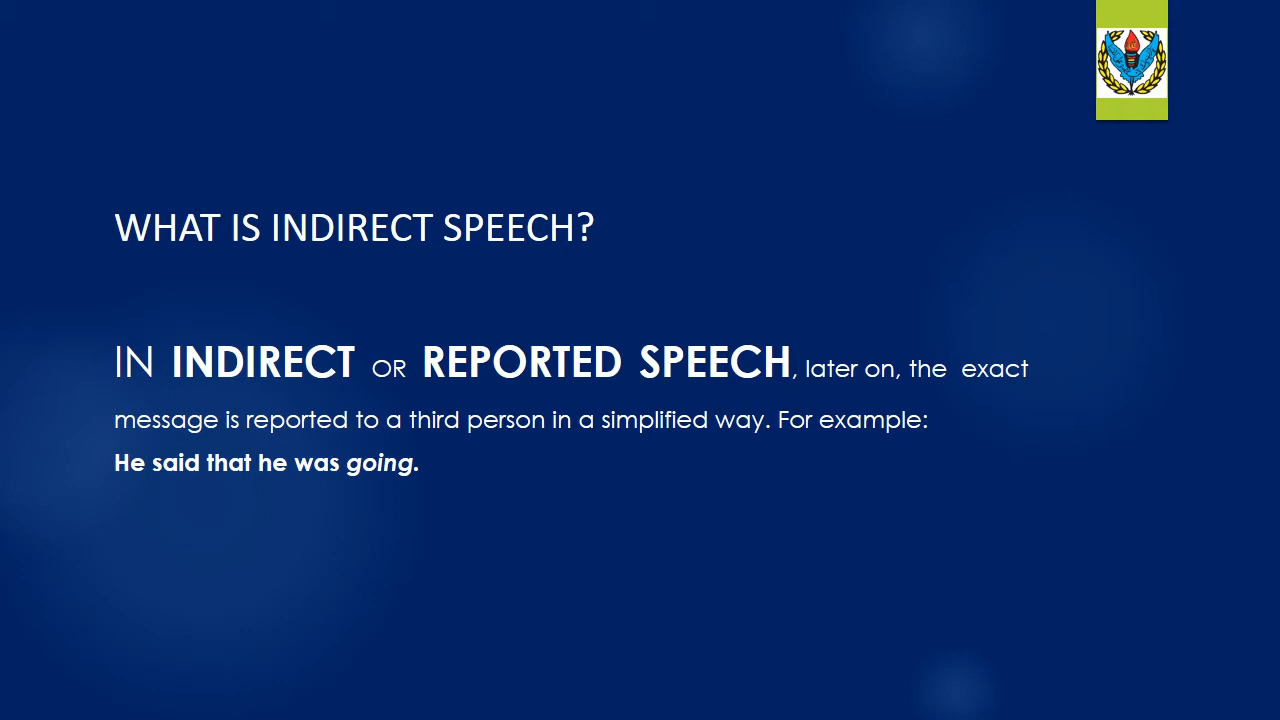 WHAT IS INDIRECT SPEECH?
IN INDIRECT OR REPORTED SPEECH, later on, the exact
message is reported to a third person in a simplified way. For example:
He said that he was going.